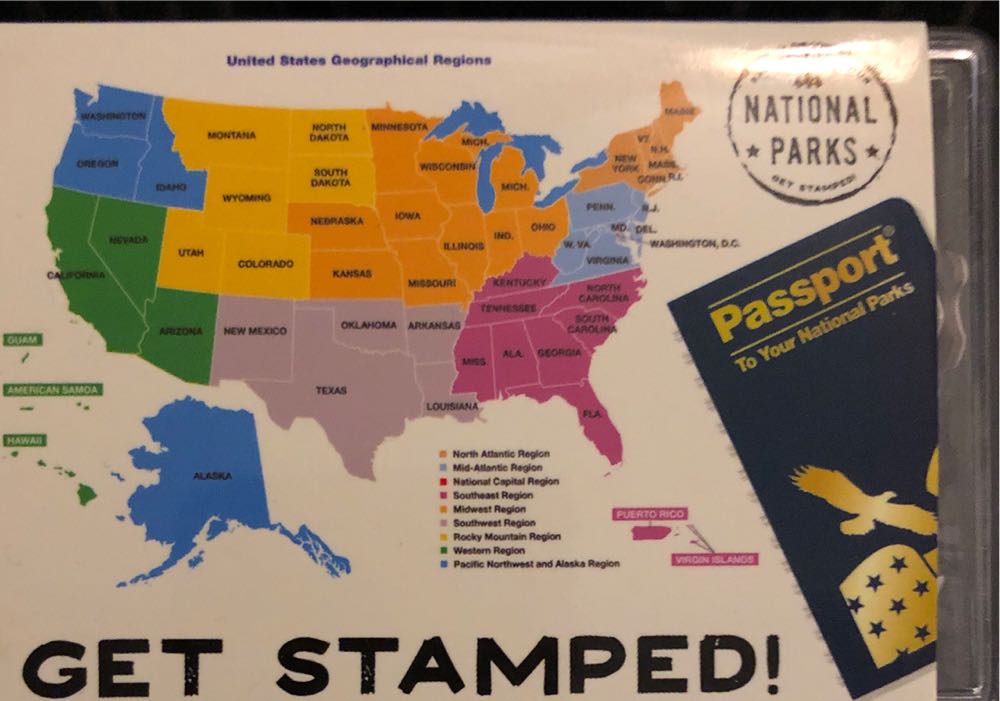 United States Geographical Regions
NATIONAL
★ PARKS ★
GET STAMPED!
WASHINGTON
OREGON
IDAHO
MONTANA
NORTH
DAKOTA
SOUTH
DAKOTA
WYOMING
MINNESOTA
WISCONSIN
MICH.
MICH.
MAINE
VT.
N.H.
NEW
YORK
MASS.
CONN.
R.I.
NEBRASKA
IOWA
ILLINOIS
IND.
OHIO
PENN.
N.J.
MD.
DEL.
WASHINGTON, D.C.
W. VA.
VIRGINIA
NEVADA
UTAH
COLORADO
KANSAS
MISSOURI
KENTUCKY
CALIFORNIA
ARIZONA
NEW MEXICO
OKLAHOMA
ARKANSAS
TENNESSEE
NORTH
CAROLINA
SOUTH
CAROLINA
MISS.
ALA.
GEORGIA
TEXAS
LOUISIANA
FLA.
GUAM
AMERICAN SAMOA
HAWAII
ALASKA
North Atlantic Region
Mid-Atlantic Region
National Capital Region
Southeast Region
Midwest Region
Southwest Region
Rocky Mountain Region
Western Region
Pacific Northwest and Alaska Region
PUERTO RICO
VIRGIN ISLANDS
Passport®
To Your National Parks
GET STAMPED!